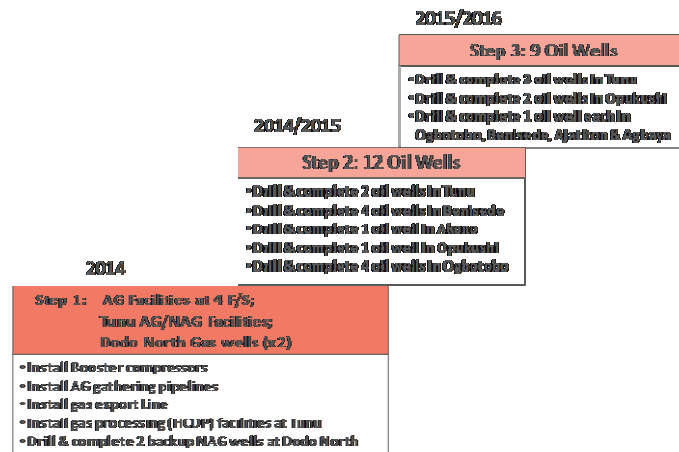 2015/2016
Step 3: 9 Oil Wells
•Drill & complete 3 oil wells in Tunu
•Drill & complete 2 oil wells in Opukushi
•Drill & complete 1 oil well each in
Ogbotobo, Benisede, Ajatiton & Agbaya
2014/2015
Step 2: 12 Oil Wells
•Drill & complete 2 oil wells in Tunu
•Drill & complete 4 oil wells in Benisede
•Drill & complete 1 oil well in Akono
•Drill & complete 1 oil well in Opukushi
•Drill & complete 4 oil wells in Ogbotobo
2014
Step 1: AG Facilities at 4 F/S;
Tunu AG/NAG Facilities;
Dodo North Gas wells (x2)
•Install Booster compressors
•Install AG gathering pipelines
•Install gas export Line
•Install gas processing (HCDP) facilities at Tunu
•Drill & complete 2 backup NAG wells at Dodo North